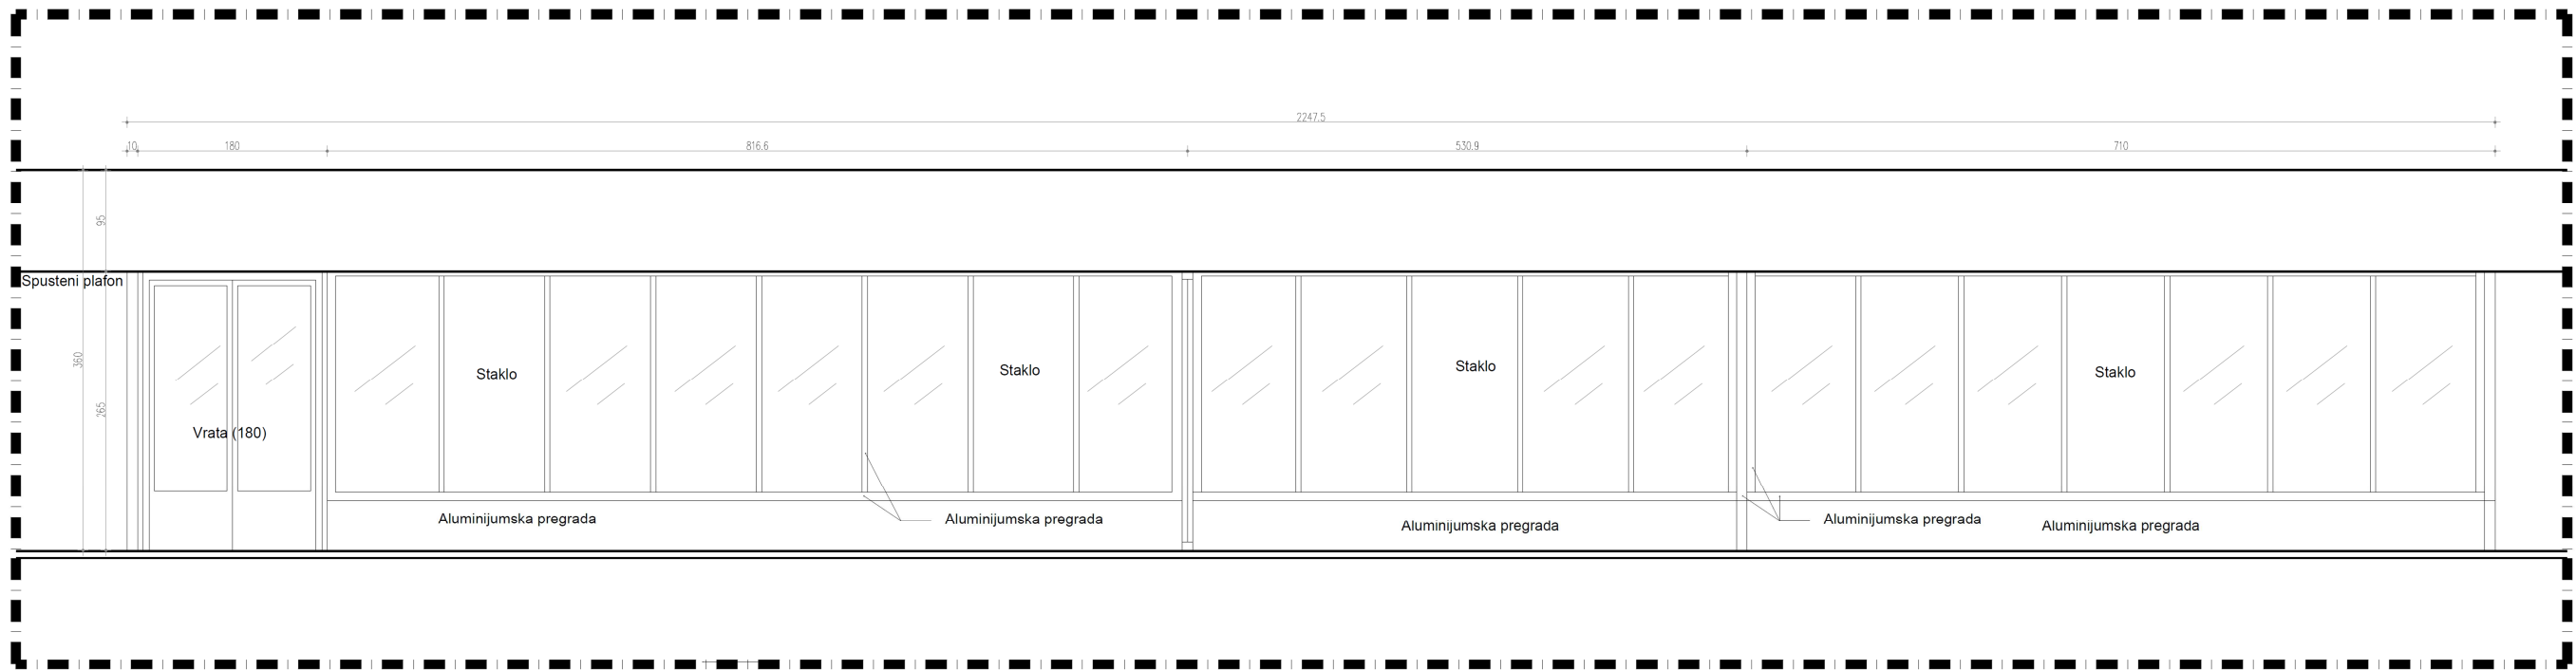 2247.5
10 180 816.6 530.9 710
95
Spusteni plafon
360
265
Staklo
Staklo
Staklo
Staklo
Vrata (180)
Aluminijumska pregrada
Aluminijumska pregrada
Aluminijumska pregrada
Aluminijumska pregrada
Aluminijumska pregrada